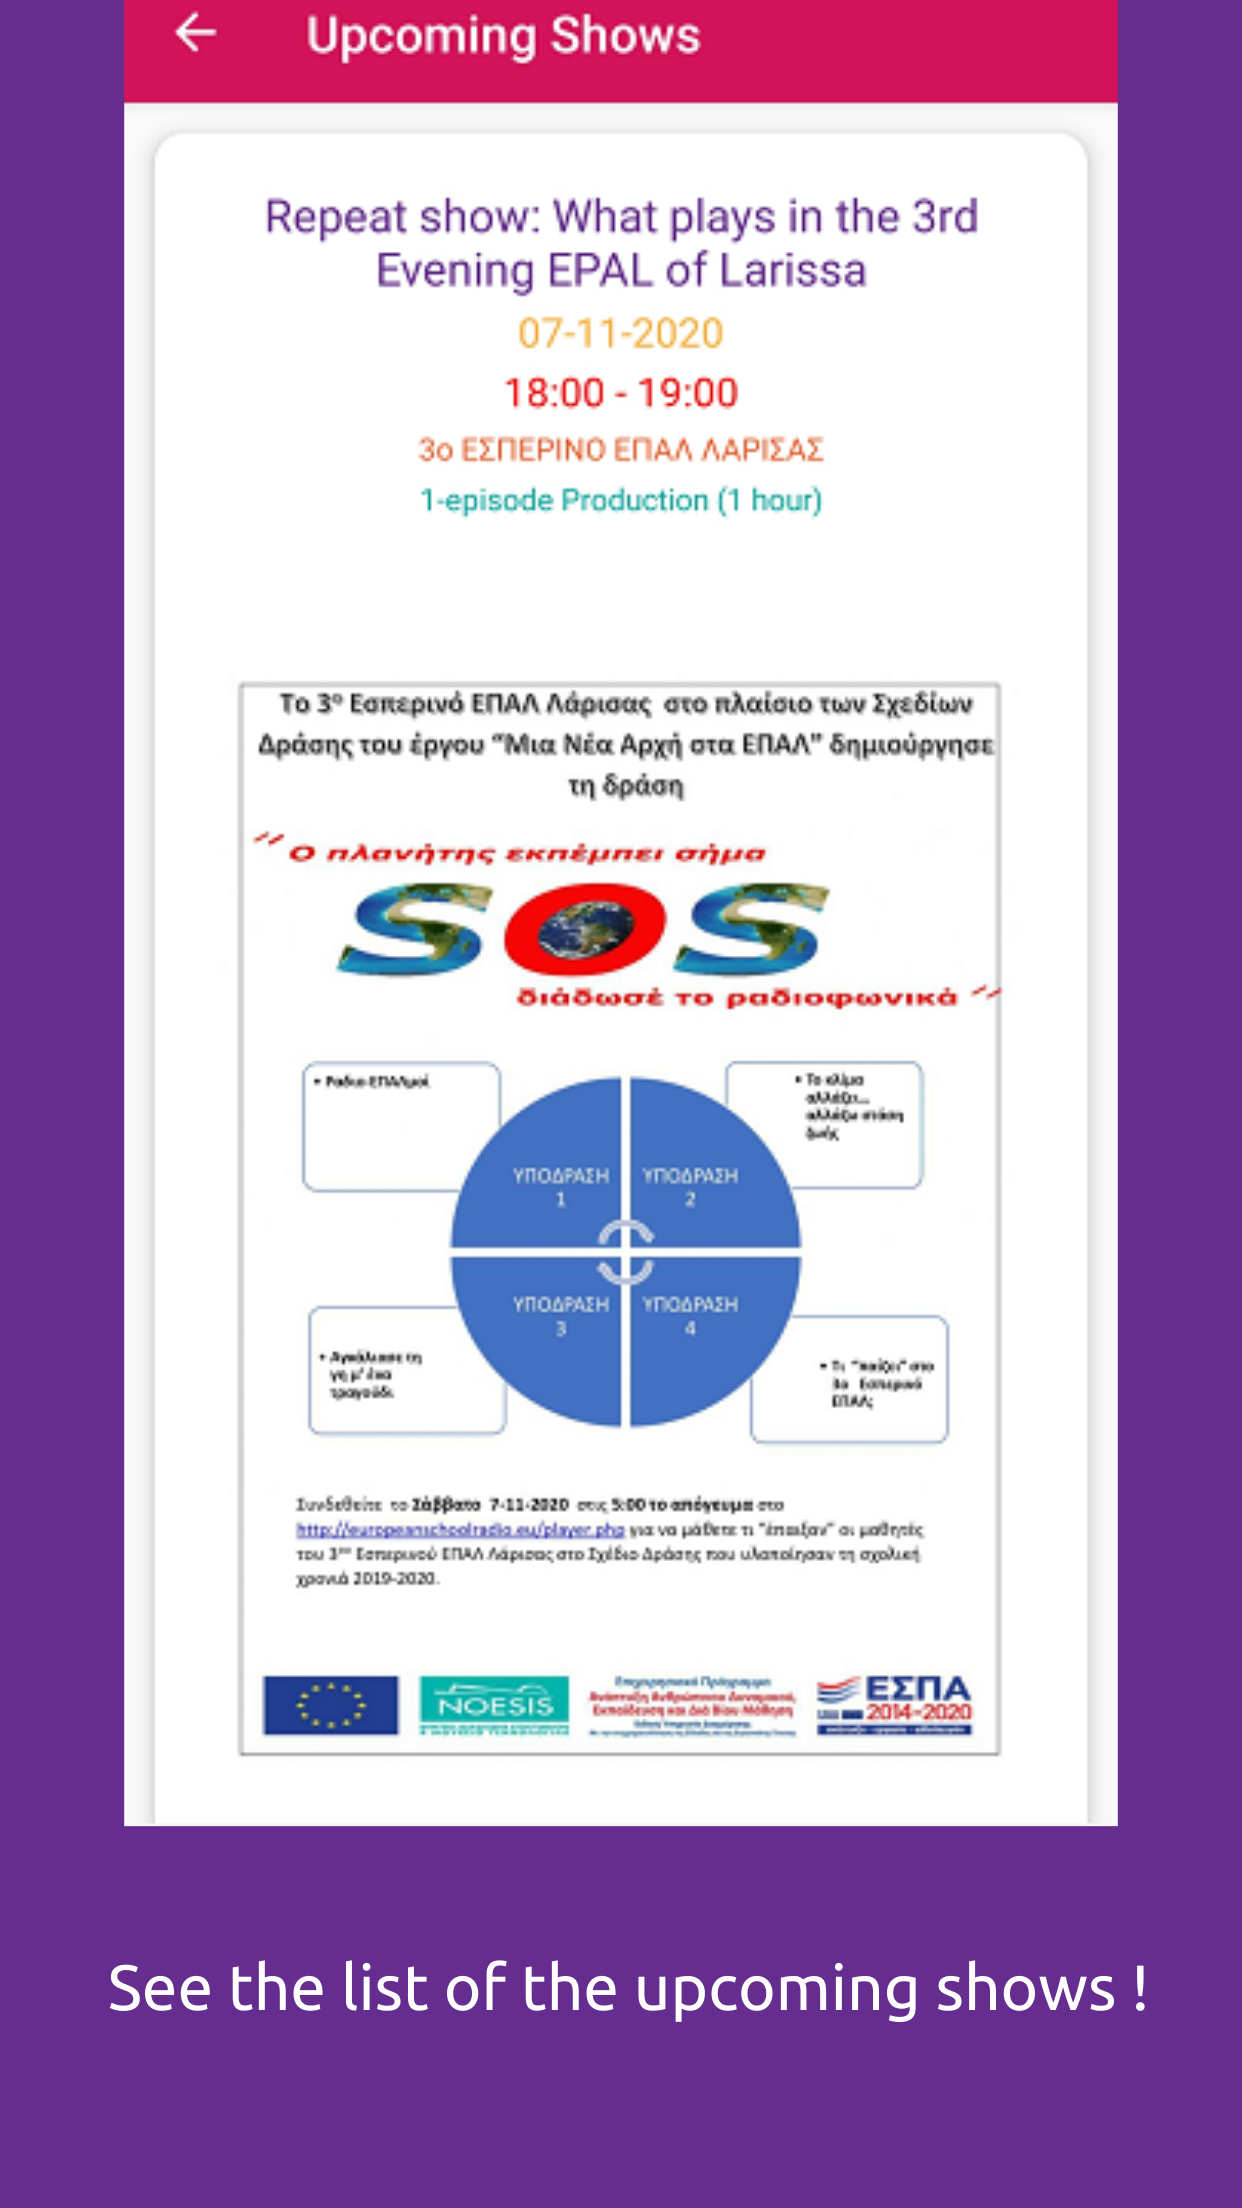 Upcoming Shows
Repeat show: What plays in the 3rd
Evening EPAL of Larissa
07-11-2020
18:00 - 19:00
3ο ΕΣΠΕΡΙΝΟ ΕΠΑΛ ΛΑΡΙΣΑΣ
1-episode Production (1 hour)
Το 3ο Εσπερινό ΕΠΑΛ Λάρισας στο πλαίσιο των Σχεδίων
Δράσης του έργου “Μια Νέα Αρχή στα ΕΠΑΛ” δημιούργησε
τη δράση
“Ο πλανήτης εκπέμπει σήμα
SOS
διάδωσέ το ραδιοφωνικά”
• Ραδιο-ΕΠΑΛμοί
• Το κλίμα
αλλάζει...
αλλάζω στάση
ζωής
ΥΠΟΔΡΑΣΗ
1
ΥΠΟΔΡΑΣΗ
2
ΥΠΟΔΡΑΣΗ
3
ΥΠΟΔΡΑΣΗ
4
• Αγκάλιασε τη
γη μ' ένα
τραγούδι
• Τι “παίζει” στο
3ο Εσπερινό
ΕΠΑΛ;
Συνδεθείτε το Σάββατο 7-11-2020 στις 5:00 το απόγευμα στο
http://europeanschoolradio.eu/player.php για να μάθετε τι “έπαιξαν” οι μαθητές
του 3ου Εσπερινού ΕΠΑΛ Λάρισας στο Σχέδιο Δράσης που υλοποίησαν τη σχολική
χρονιά 2019-2020.
NOESIS
Επιχειρησιακό Πρόγραμμα
Ανάπτυξη Ανθρώπινου Δυναμικού,
Εκπαίδευση και Διά Βίου Μάθηση
ΕΣΠΑ
2014-2020
See the list of the upcoming shows !